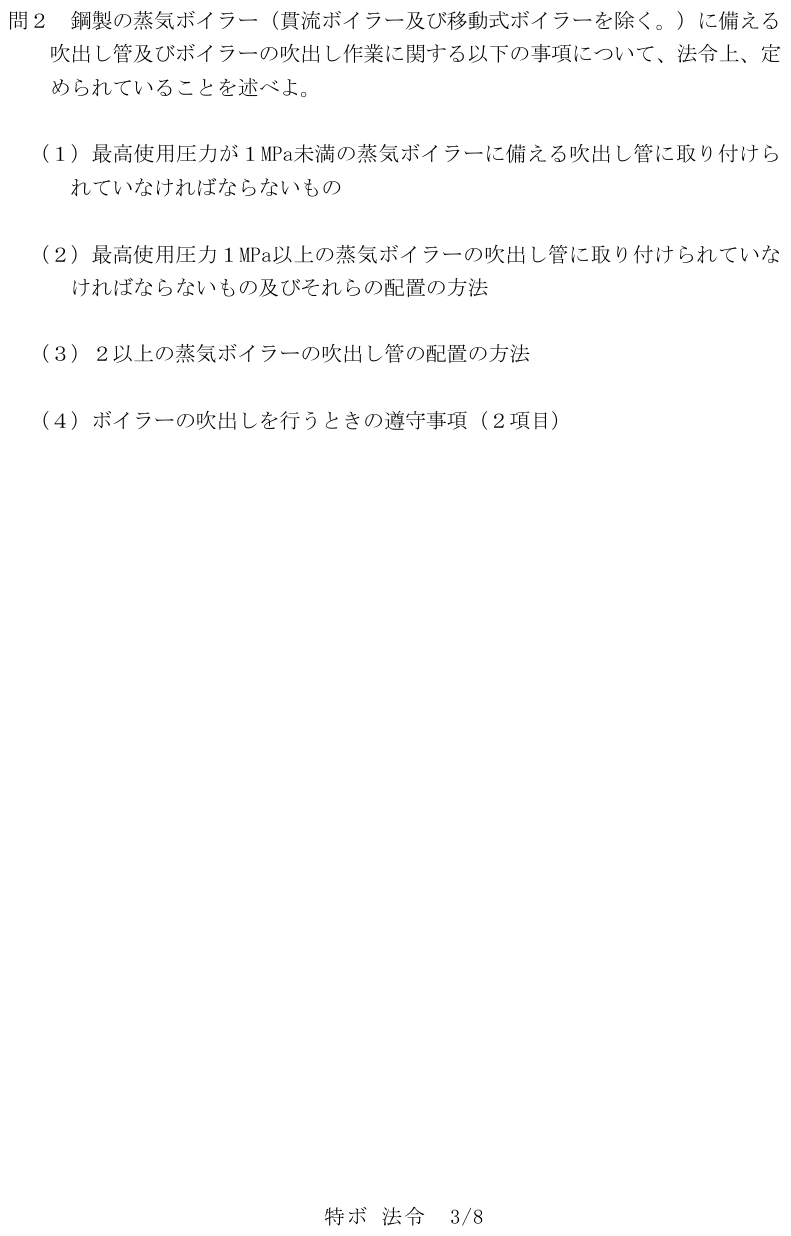 問２　鋼製の蒸気ボイラー（貫流ボイラー及び移動式ボイラーを除く。）に備える
吹出し管及びボイラーの吹出し作業に関する以下の事項について、法令上、定
められていることを述べよ。
（１）最高使用圧力が１MPa未満の蒸気ボイラーに備える吹出し管に取り付けら
れていなければならないもの
（２）最高使用圧力１MPa以上の蒸気ボイラーの吹出し管に取り付けられていな
ければならないもの及びそれらの配置の方法
（３）２以上の蒸気ボイラーの吹出し管の配置の方法
（４）ボイラーの吹出しを行うときの遵守事項（２項目）
特ボ 法令　3/8